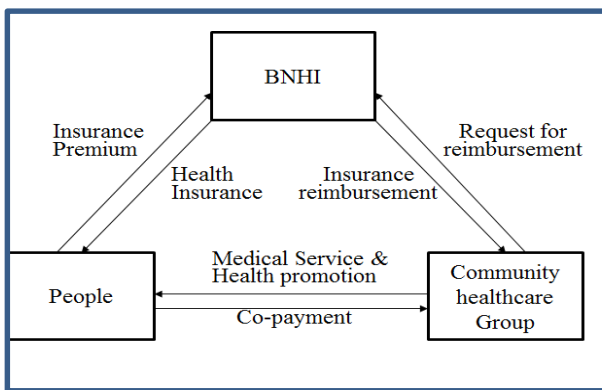 BNHI
Insurance
Premium
Request for
reimbursement
Health
Insurance
Insurance
reimbursement
Medical Service &
Health promotion
People
Community
healthcare
Group
Co-payment